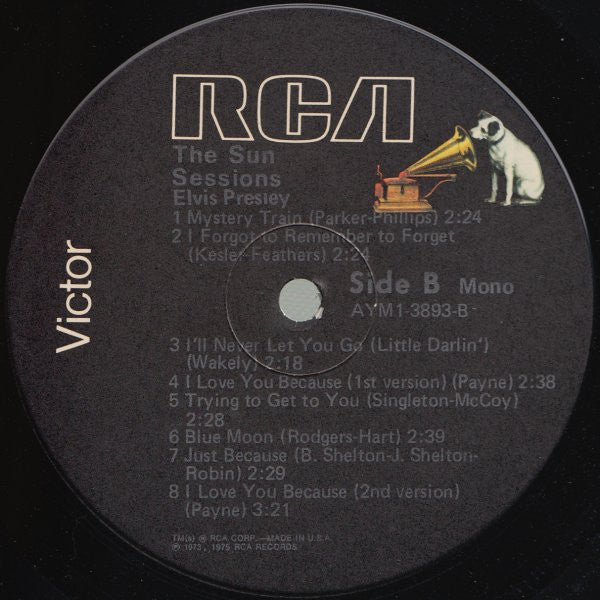 RCA
The Sun
Sessions
Elvis Presley
1 Mystery Train (Parker-Phillips) 2:24
2 I Forgot to Remember to Forget
(Kesler-Feathers) 2:24
Side B Mono
AYM1-3893-B
Victor
3 I'll Never Let You Go (Little Darlin')
(Wakely) 2:18
4 I Love You Because (1st version) (Payne) 2:38
5 Trying to Get to You (Singleton-McCoy)
2:28
6 Blue Moon (Rodgers-Hart) 2:39
7 Just Because (B. Shelton-J. Shelton-
Robin) 2:29
8 I Love You Because (2nd version)
(Payne) 3:21
TM(s) ® RCA CORP.—MADE IN U.S.A.
℗ 1973, 1975 RCA RECORDS